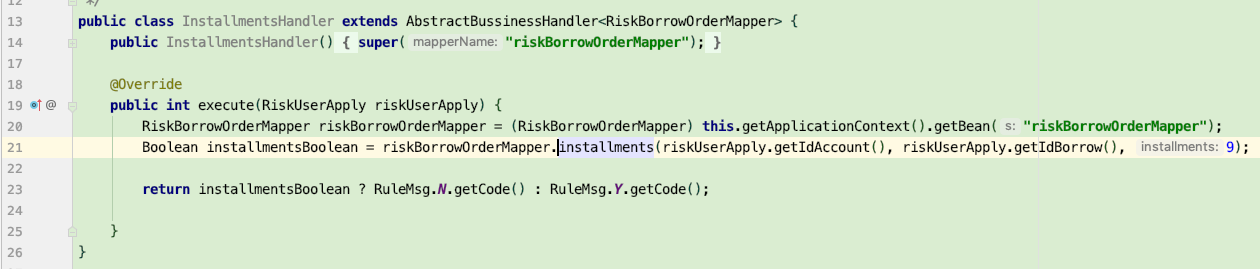 12 */
13 public class InstallmentsHandler extends AbstractBussinessHandler<RiskBorrowOrderMapper> {
14 public InstallmentsHandler() { super( mapperName: "riskBorrowOrderMapper"); }
17
18 @Override
19 @ public int execute(RiskUserApply riskUserApply) {
20 RiskBorrowOrderMapper riskBorrowOrderMapper = (RiskBorrowOrderMapper) this.getApplicationContext().getBean( s: "riskBorrowOrderMapper");
21 Boolean installmentsBoolean = riskBorrowOrderMapper.installments(riskUserApply.getIdAccount(), riskUserApply.getIdBorrow(), installments: 9);
22
23 return installmentsBoolean ? RuleMsg.N.getCode() : RuleMsg.Y.getCode();
24
25 }
26 }